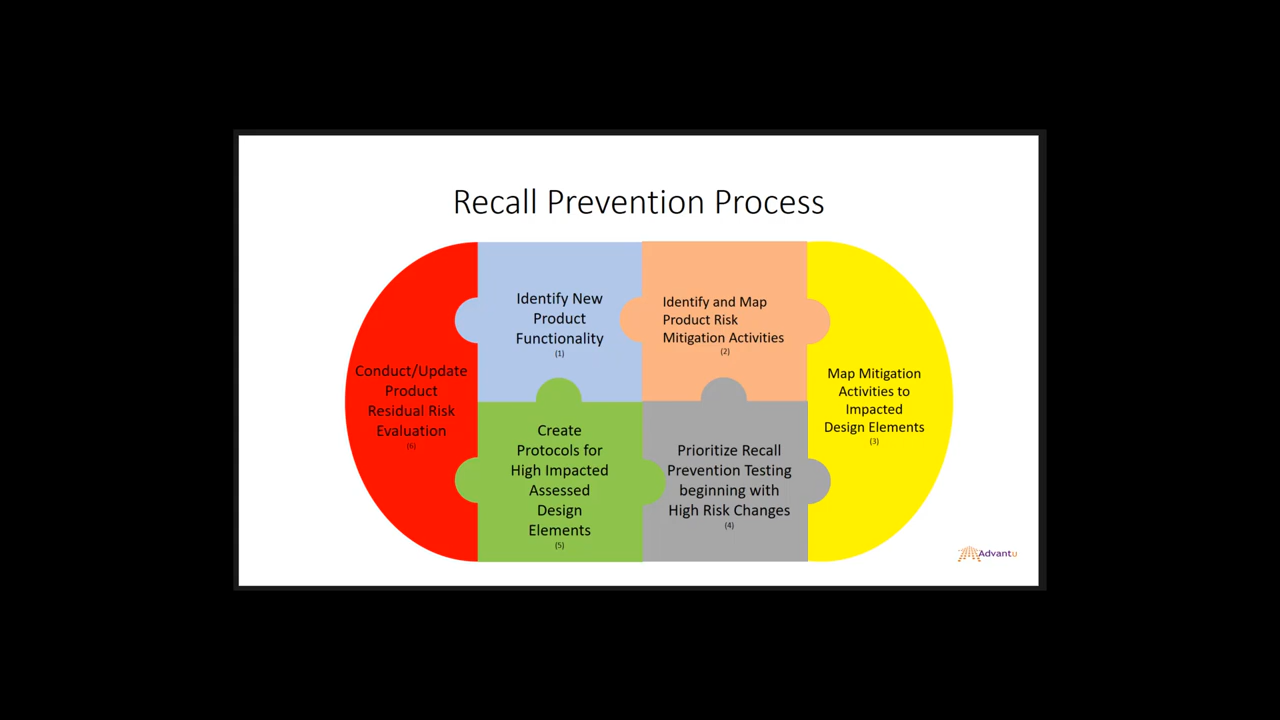 Recall Prevention Process
Identify New
Product
Functionality
(1)
Identify and Map
Product Risk
Mitigation Activities
(2)
Map Mitigation
Activities to
Impacted
Design Elements
(3)
Prioritize Recall
Prevention Testing
beginning with
High Risk Changes
(4)
Create
Protocols for
High Impacted
Assessed
Design
Elements
(5)
Conduct/Update
Product
Residual Risk
Evaluation
(6)
Advantu